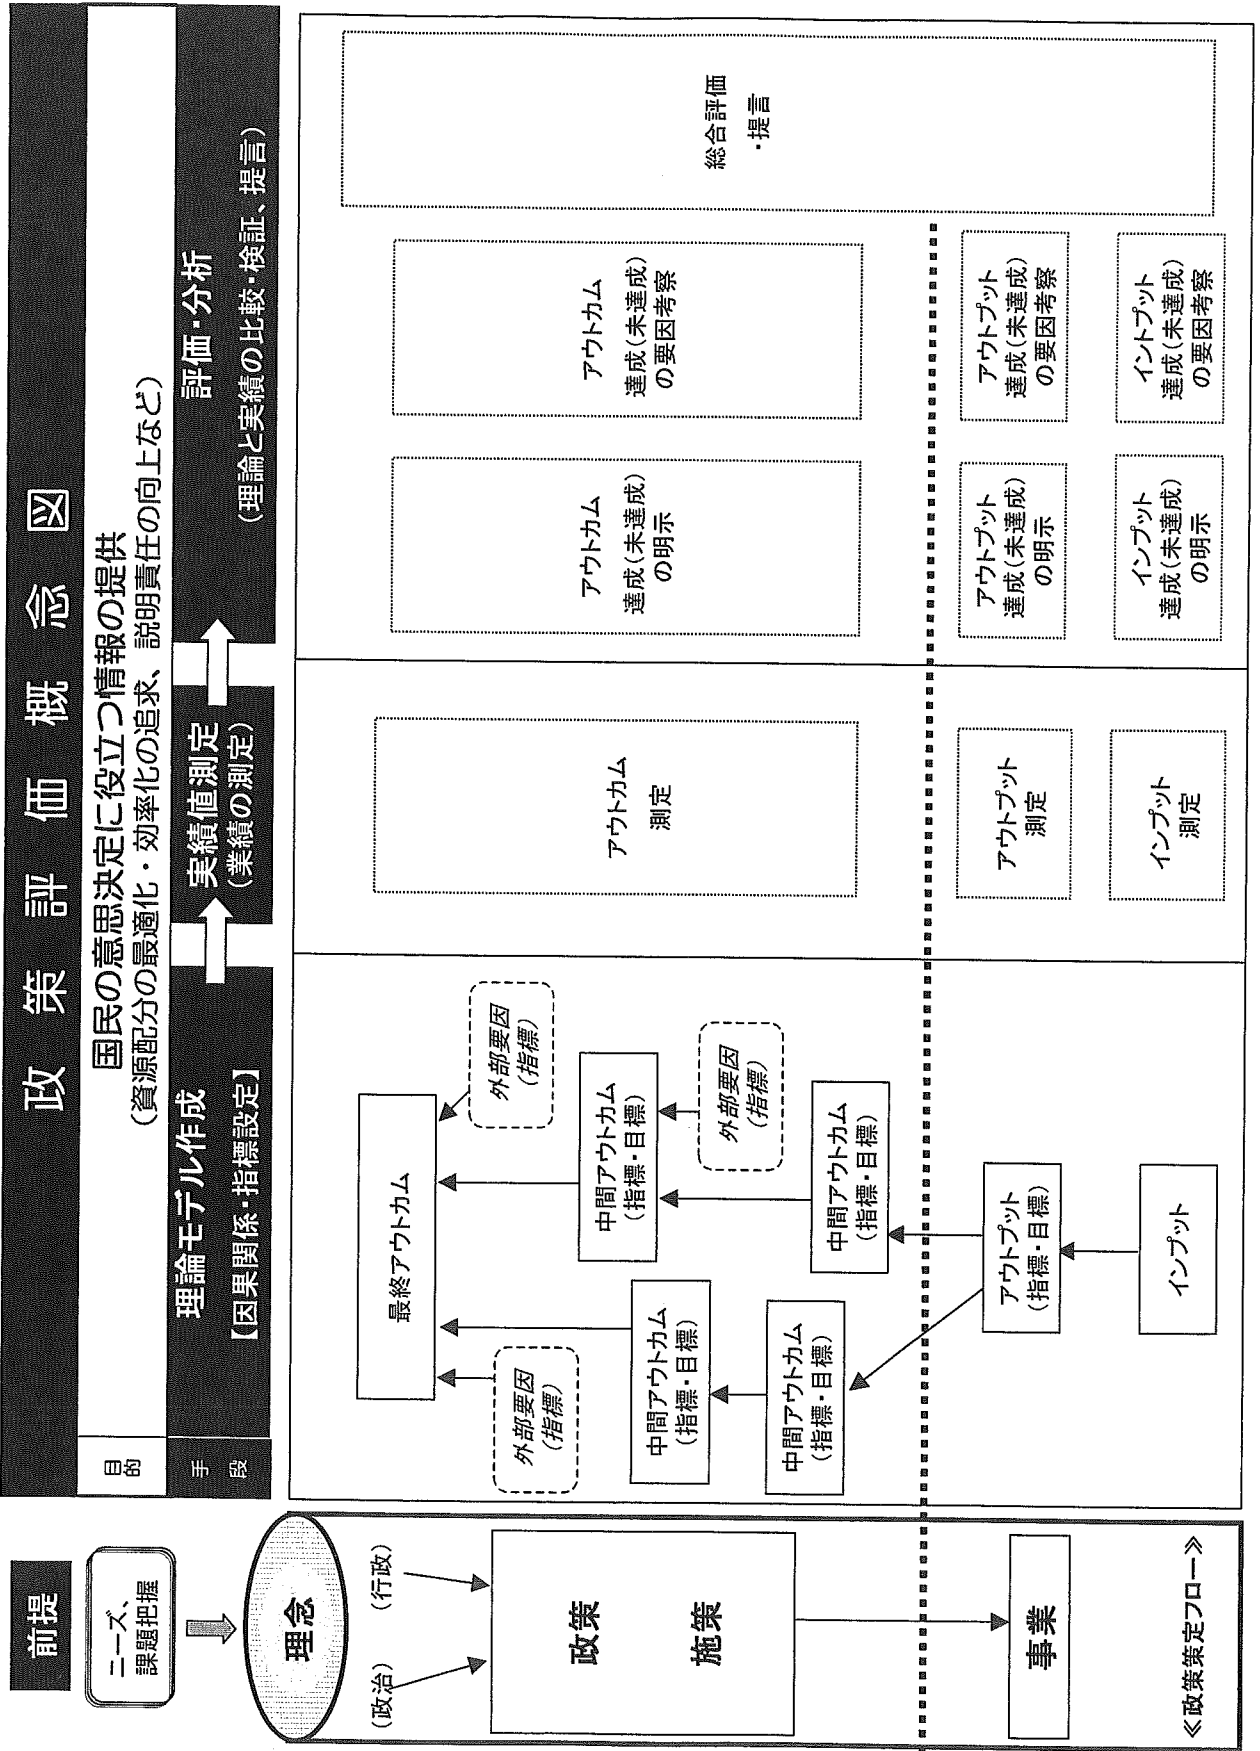 政策評価概念図
前提
ニーズ、
課題把握
理念
(政治)
(行政)
政策
施策
事業
≪政策策定フロー≫
目的
国民の意思決定に役立つ情報の提供
(資源配分の最適化・効率化の追求、説明責任の向上など)
手段
理論モデル作成
【因果関係・指標設定】
実績値測定
(業績の測定)
評価・分析
(理論と実績の比較・検証、提言)
最終アウトカム
外部要因
(指標)
外部要因
(指標)
中間アウトカム
(指標・目標)
中間アウトカム
(指標・目標)
外部要因
(指標)
中間アウトカム
(指標・目標)
中間アウトカム
(指標・目標)
アウトプット
(指標・目標)
インプット
アウトカム
測定
アウトプット
測定
インプット
測定
アウトカム
達成(未達成)
の明示
アウトプット
達成(未達成)
の明示
インプット
達成(未達成)
の明示
アウトカム
達成(未達成)
の要因考察
アウトプット
達成(未達成)
の要因考察
イントプット
達成(未達成)
の要因考察
総合評価
・提言